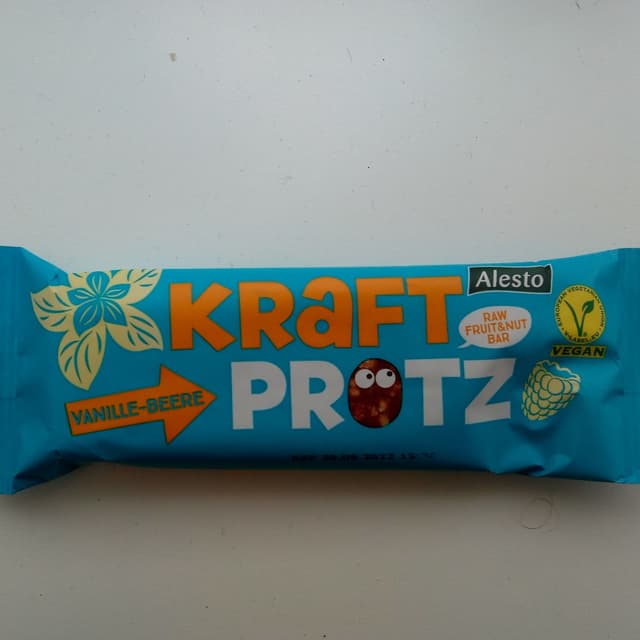 KRAFT
Alesto
RAW
FRUIT&NUT
BAR
VEGAN
PROTZ
VANILLE-BEERE